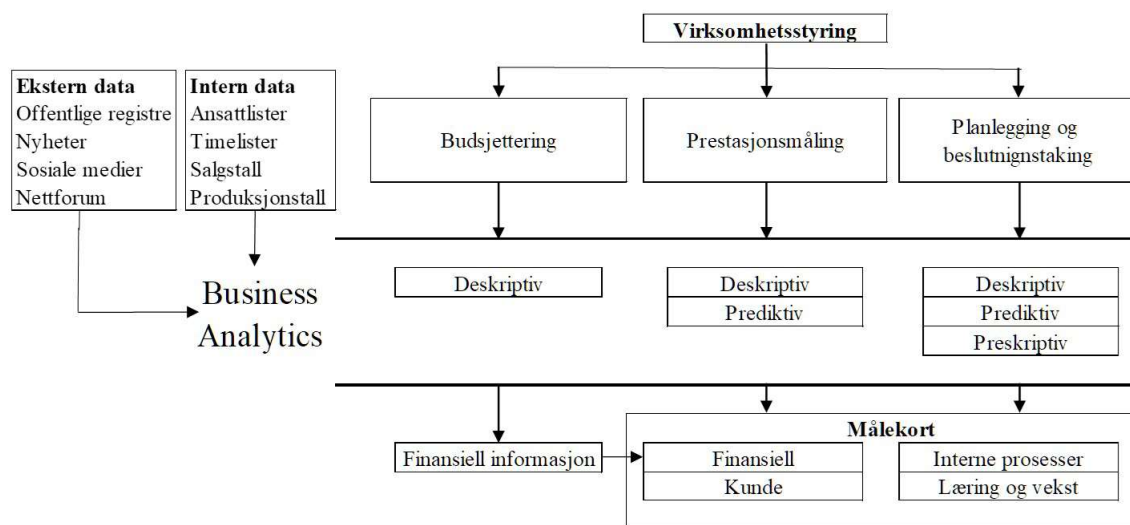 Virksomhetsstyring
Ekstern data
Offentlige registre
Nyheter
Sosiale medier
Nettforum
Intern data
Ansattlister
Timelister
Salgstall
Produksjonstall
Budsjettering
Prestasjonsmåling
Planlegging og
beslutnignstaking
Business
Analytics
Deskriptiv
Deskriptiv
Prediktiv
Deskriptiv
Prediktiv
Preskriptiv
Finansiell informasjon
Målekort
Finansiell
Kunde
Interne prosesser
Læring og vekst